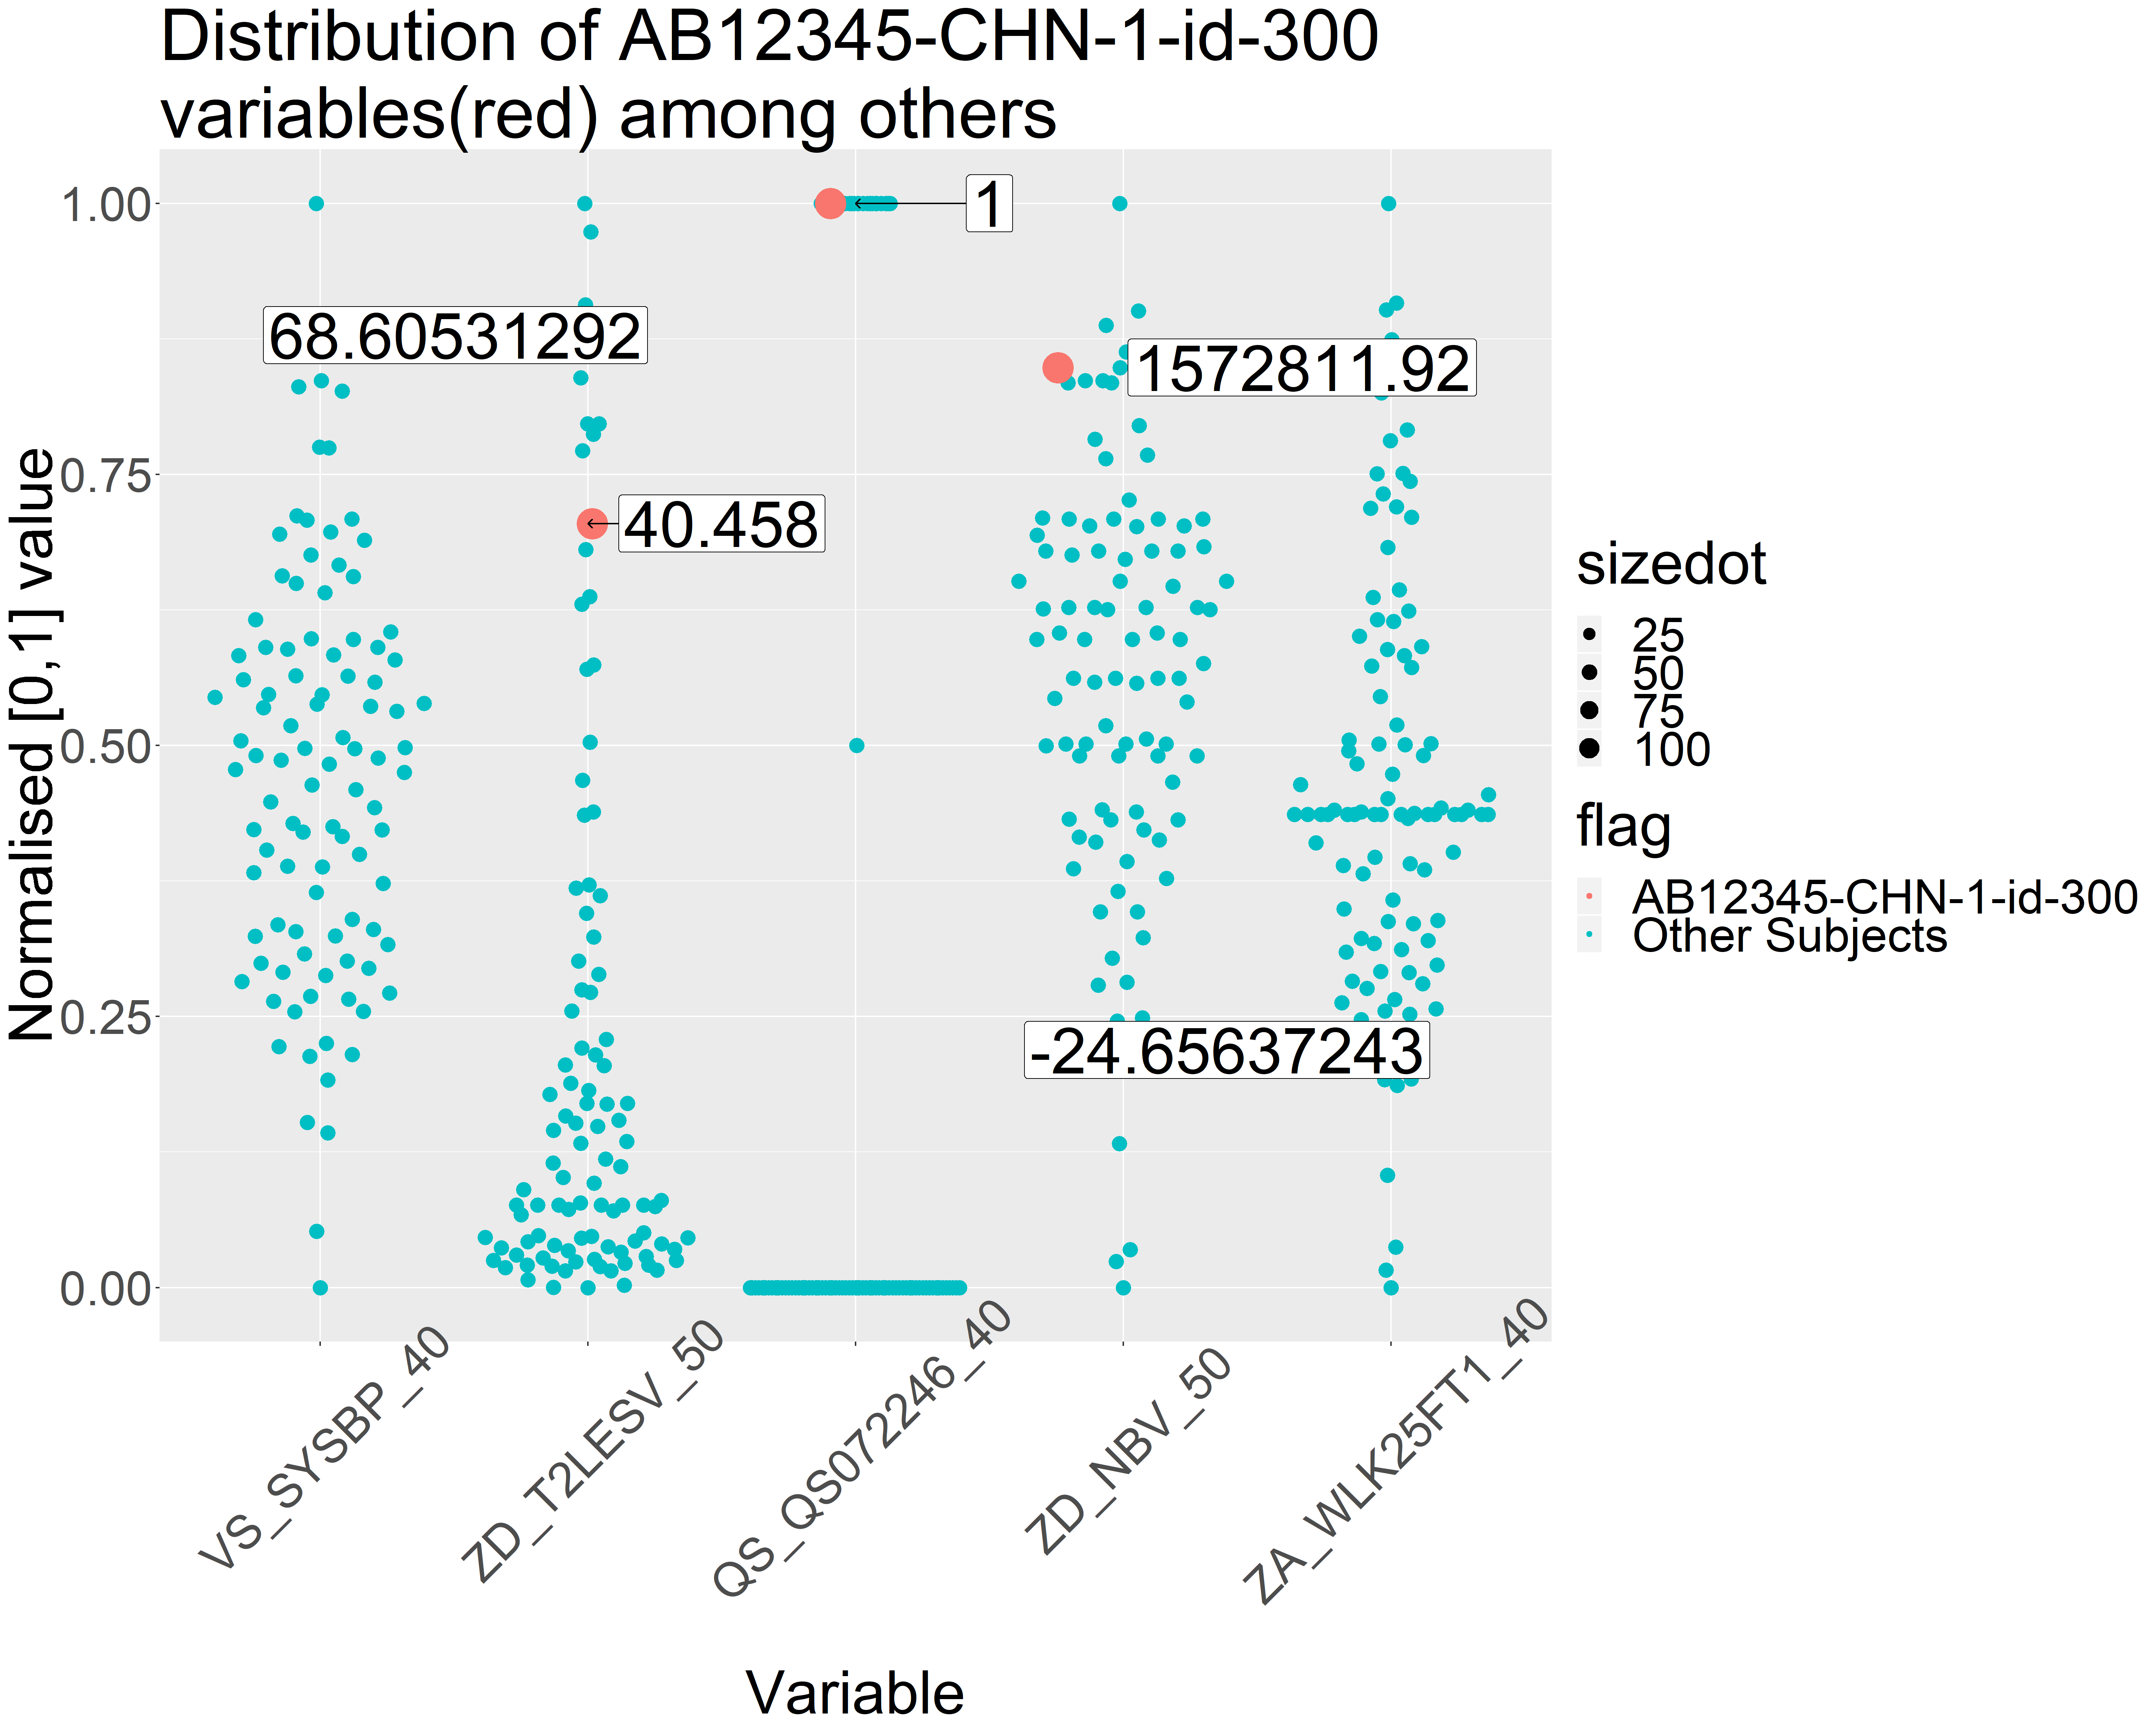 Distribution of AB12345-CHN-1-id-300
variables(red) among others
Normalised [0,1] value
1.00
0.75
0.50
0.25
0.00
1
68.60531292
1572811.92
40.458
-24.65637243
VS_SYSBP_40
ZD_T2LESV_50
QS_QS072246_40
ZD_NBV_50
ZA_WLK25FT1_40
Variable
sizedot
25
50
75
100
flag
AB12345-CHN-1-id-300
Other Subjects